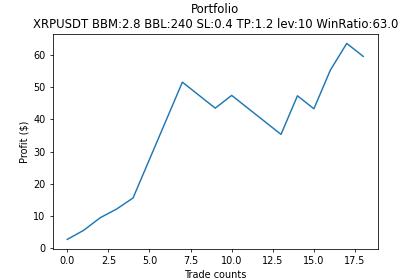 Portfolio
XRPUSDT BBM:2.8 BBL:240 SL:0.4 TP:1.2 lev:10 WinRatio:63.0
60
50
40
30
20
10
0
Profit ($)
0.0 2.5 5.0 7.5 10.0 12.5 15.0 17.5
Trade counts